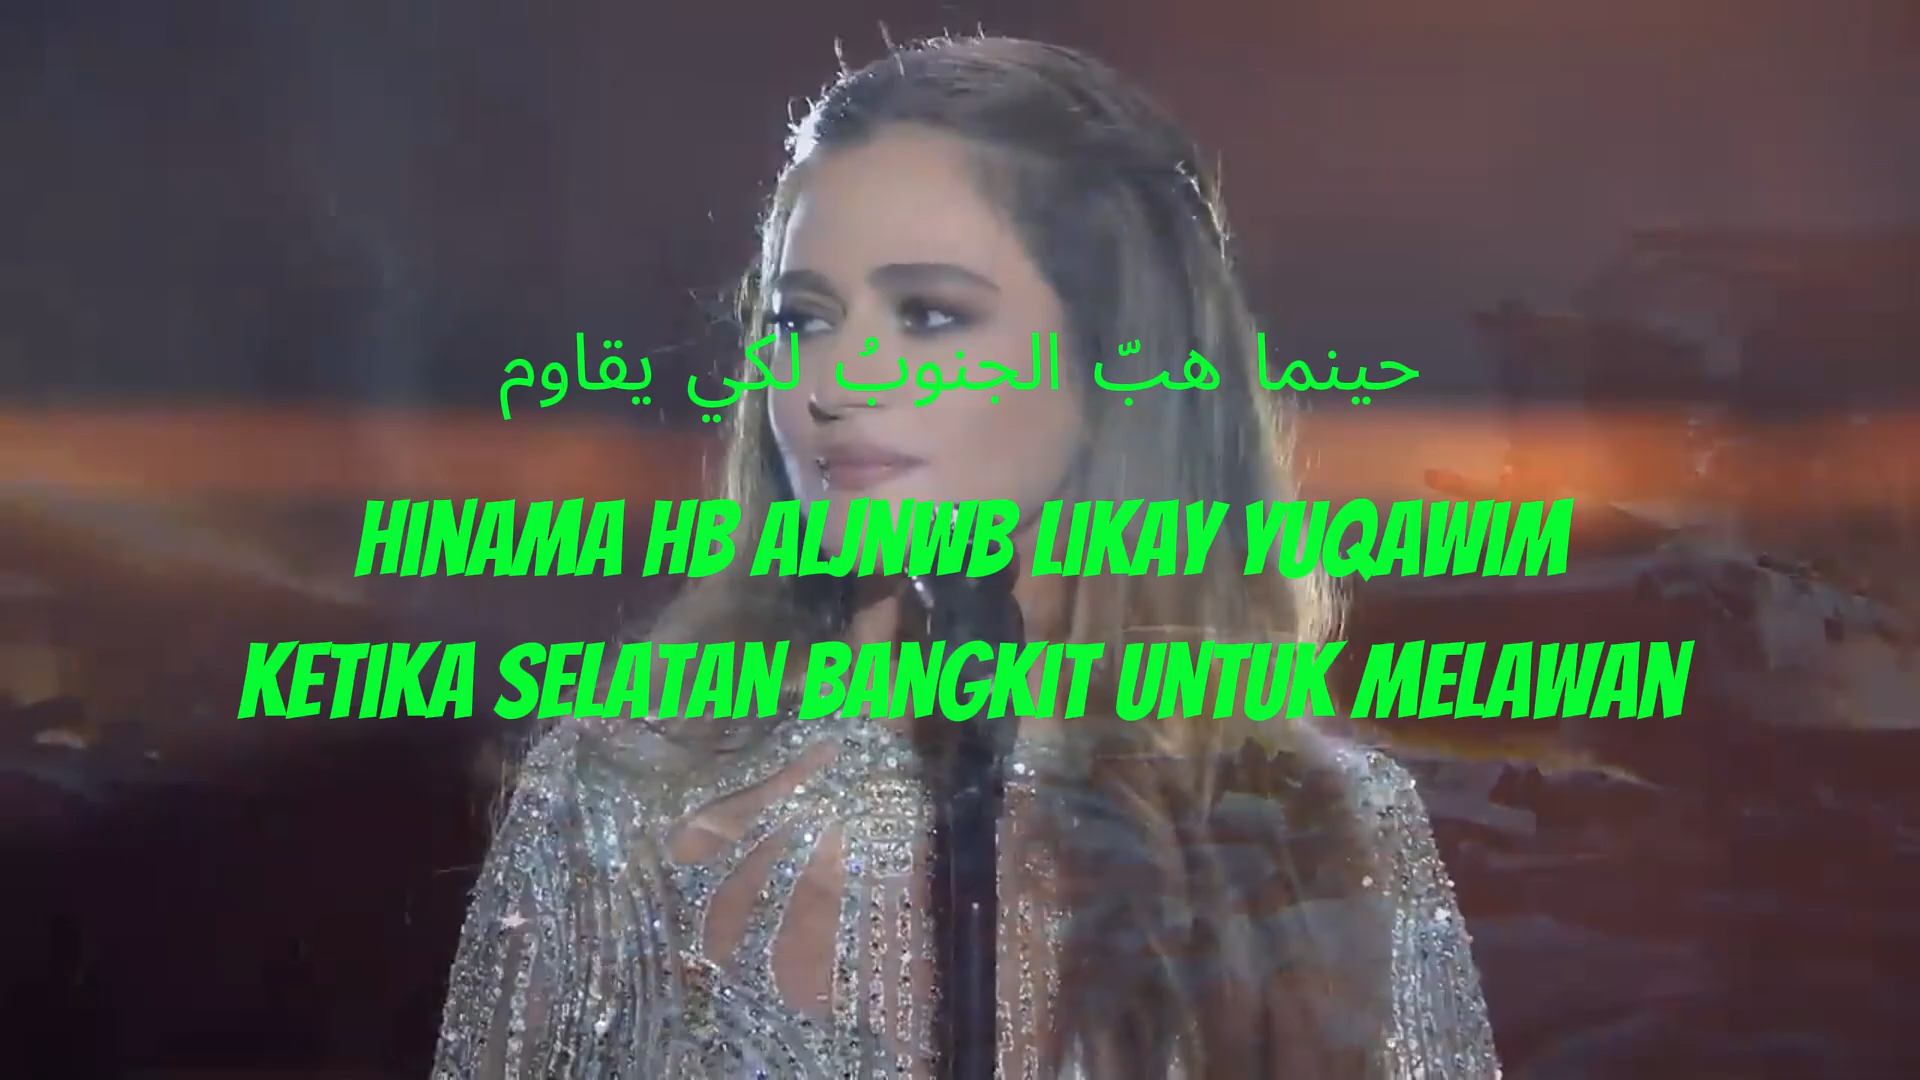 حينما هبّ الجنوبُ لكي يقاوم
HINAMA HB ALJNWB LIKAY YUQAWIM
KETIKA SELATAN BANGKIT UNTUK MELAWAN